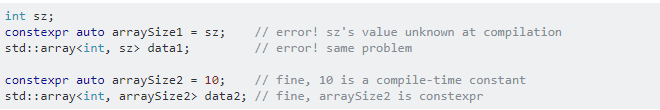 int sz;
constexpr auto arraySize1 = sz;    // error! sz's value unknown at compilation
std::array<int, sz> data1;         // error! same problem
constexpr auto arraySize2 = 10;    // fine, 10 is a compile-time constant
std::array<int, arraySize2> data2; // fine, arraySize2 is constexpr